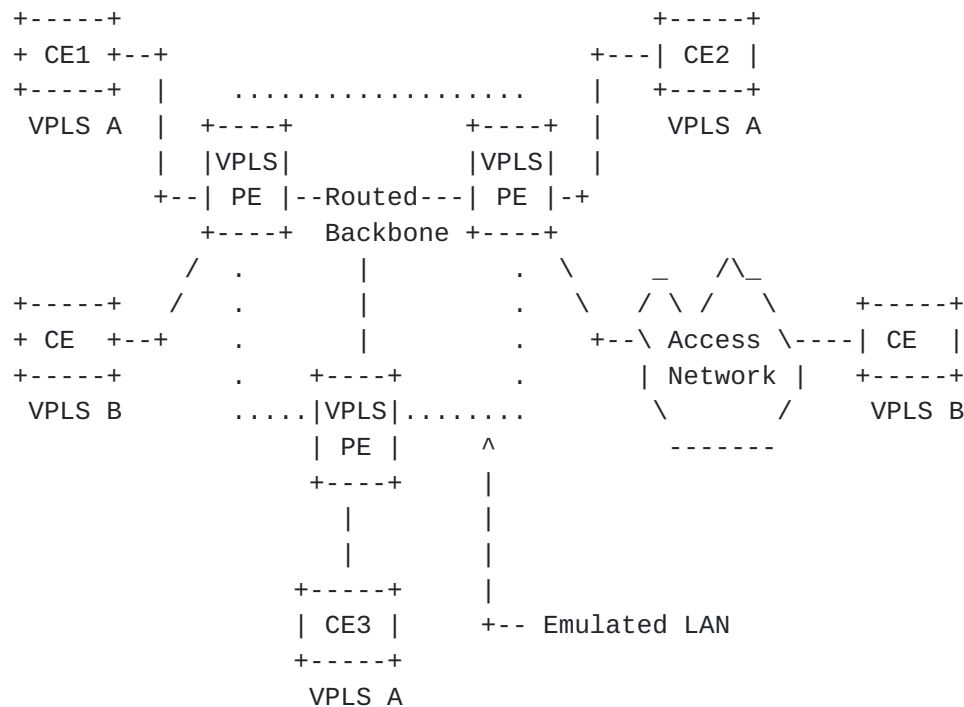 +-----+                                  +-----+
+ CE1 +--+                           +---| CE2 |
+-----+  |    ...................    |   +-----+
 VPLS A  |  +----+           +----+  |    VPLS A
         |  |VPLS|           |VPLS|  |
         +--| PE |--Routed---| PE |-+
            +----+  Backbone +----+
           /  .       |         .  \     _   /\_
+-----+   /   .       |         .   \   / \ /   \     +-----+
+ CE  +--+    .       |         .    +--\ Access \----| CE  |
+-----+       .    +----+       .       | Network |   +-----+
 VPLS B       .....|VPLS|........        \       /     VPLS B
                   | PE |     ^           -------
                   +----+     |
                     |        |
                     |        |
                  +-----+     |
                  | CE3 |     +-- Emulated LAN
                  +-----+
                   VPLS A